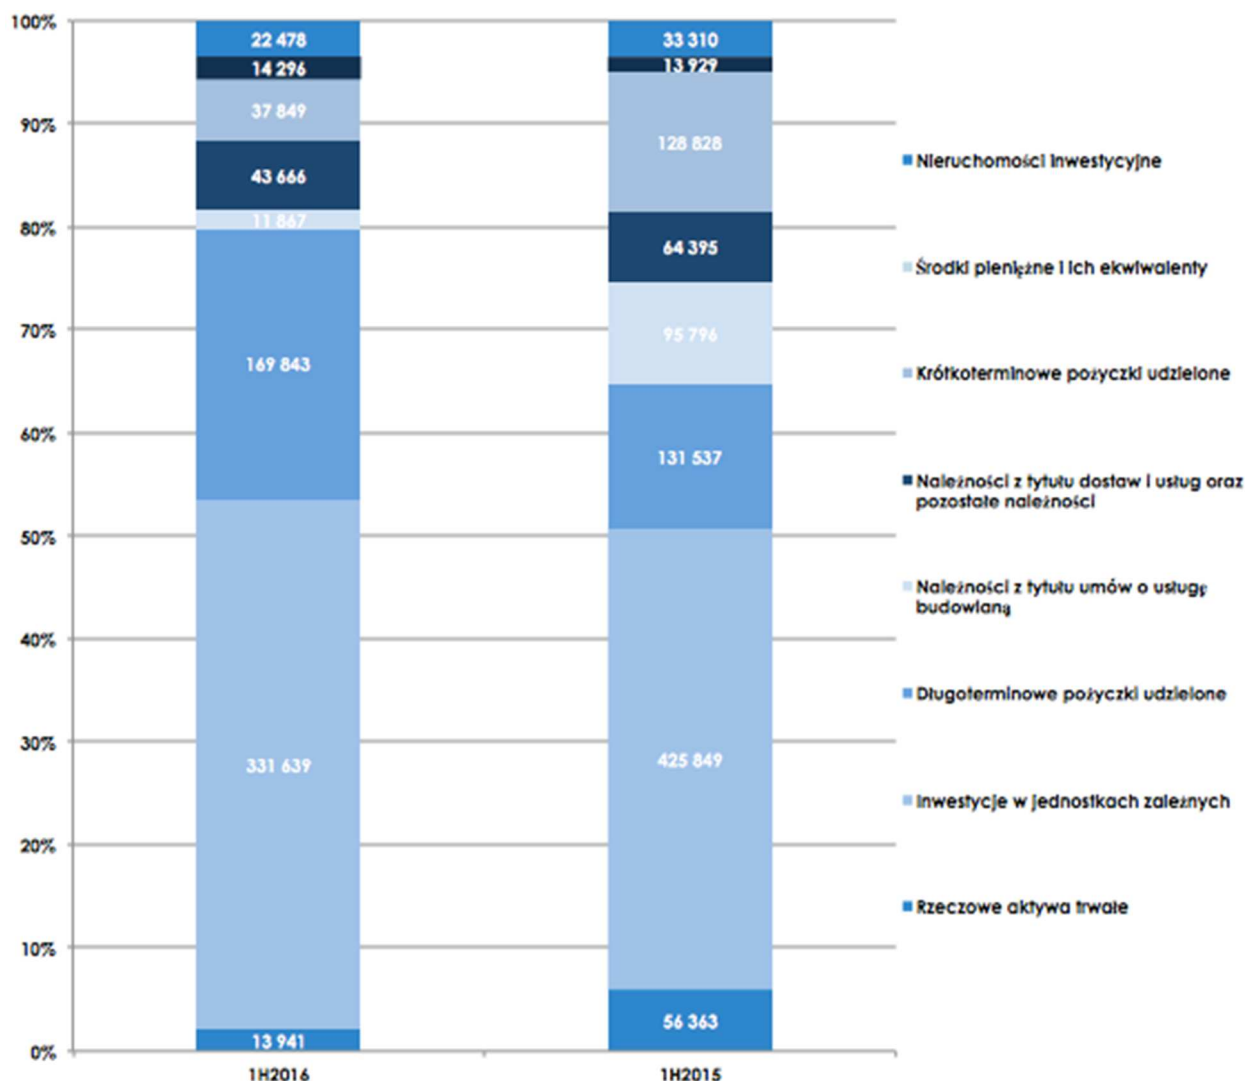 100%
90%
80%
70%
60%
50%
40%
30%
20%
10%
0%
22 478
14 296
37 849
43 666
11 867
169 843
331 639
13 941
1H2016
33 310
13 929
128 828
64 395
95 796
131 537
425 849
56 363
1H2015
Nieruchomości inwestycyjne
Środki pieniężne i ich ekwiwalenty
Krótkoterminowe pożyczki udzielone
Należności z tytułu dostaw i usług oraz
pozostałe należności
Należności z tytułu umów o usługę
budowlaną
Długoterminowe pożyczki udzielone
Inwestycje w jednostkach zależnych
Rzeczowe aktywa trwałe